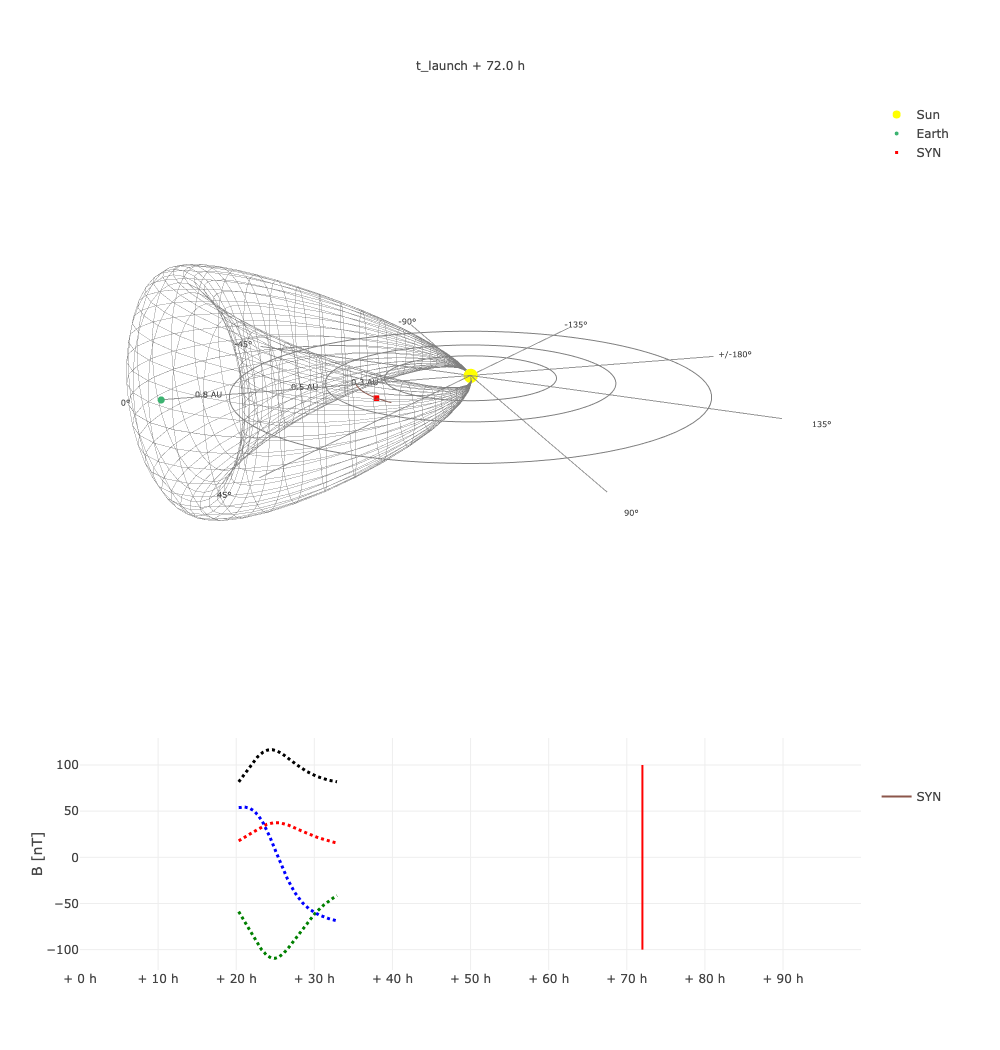 t_launch + 72.0 h
Sun
Earth
SYN
-90°
-135°
-45°
+/-180°
0.3 AU
0.5 AU
0.8 AU
0°
135°
45°
90°
100
50
0
−50
−100
B [nT]
SYN
+ 0 h
+ 10 h
+ 20 h
+ 30 h
+ 40 h
+ 50 h
+ 60 h
+ 70 h
+ 80 h
+ 90 h